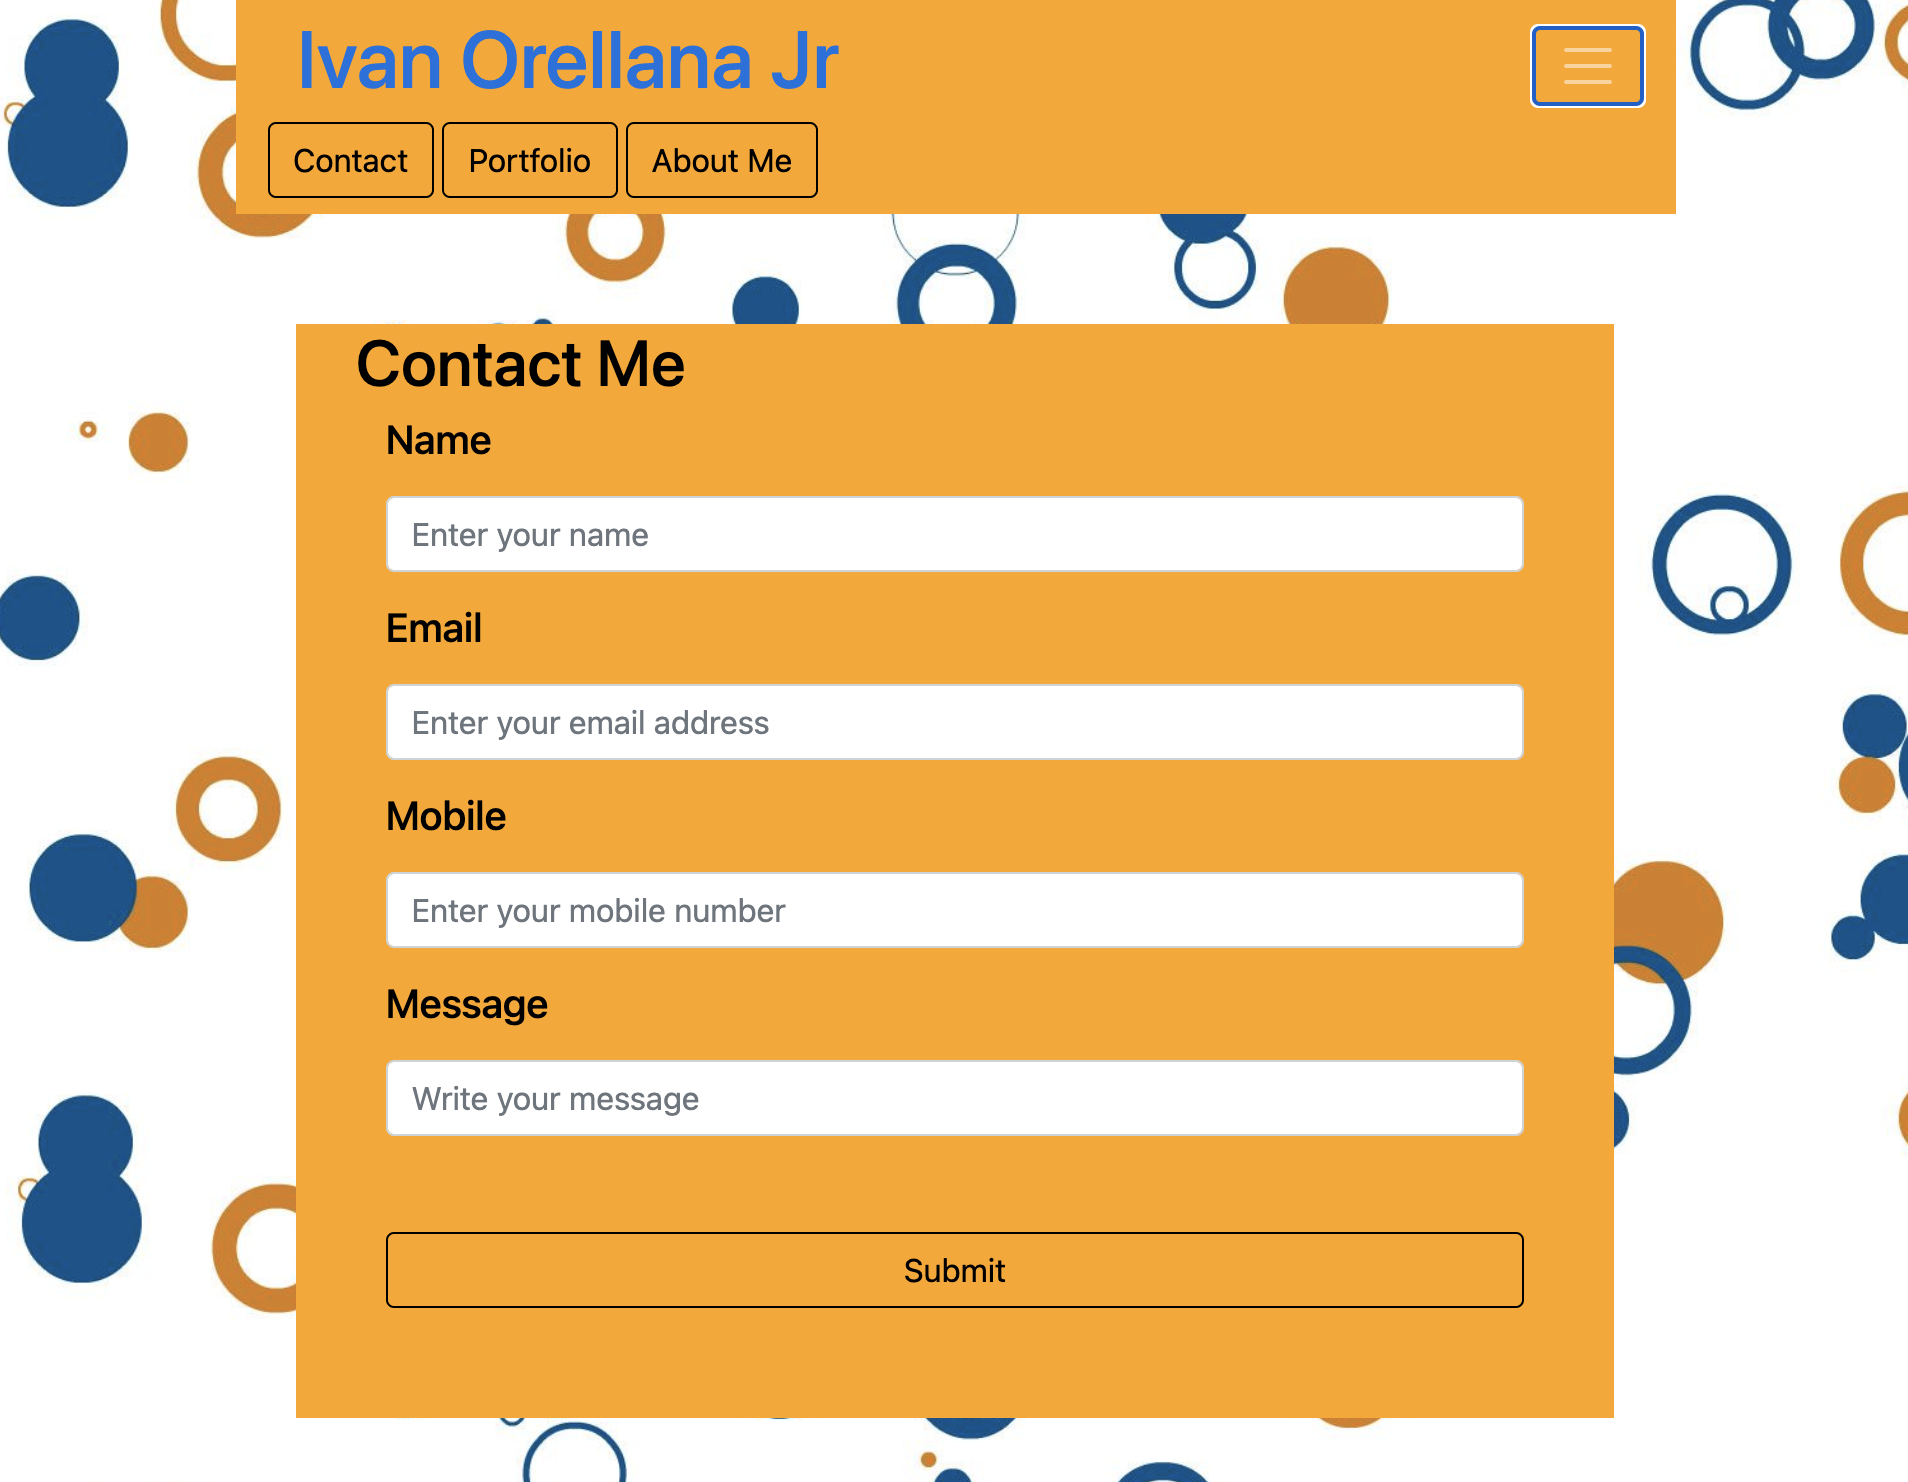 Ivan Orellana Jr
Contact Portfolio About Me
Contact Me
Name
Enter your name
Email
Enter your email address
Mobile
Enter your mobile number
Message
Write your message
Submit